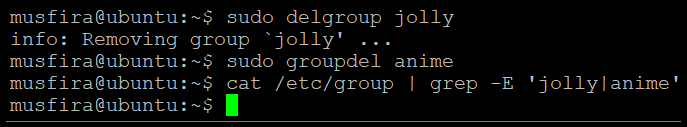 musfira@ubuntu:~$ sudo delgroup jolly
info: Removing group `jolly' ...
musfira@ubuntu:~$ sudo groupdel anime
musfira@ubuntu:~$ cat /etc/group | grep -E 'jolly|anime'
musfira@ubuntu:~$